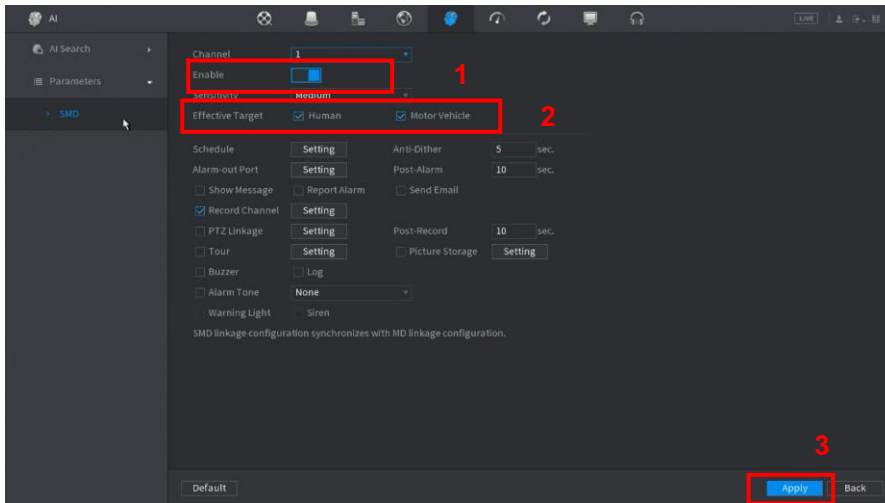 AI
LIVE
AI Search
Parameters
SMD
Channel 1
Enable
1
Sensitivity Medium
Effective Target Human Motor Vehicle
2
Schedule Setting Anti-Dither 5 sec.
Alarm-out Port Setting Post-Alarm 10 sec.
Show Message Report Alarm Send Email
Record Channel Setting
PTZ Linkage Setting Post-Record 10 sec.
Tour Setting Picture Storage Setting
Buzzer Log
Alarm Tone None
Warning Light Siren
SMD linkage configuration synchronizes with MD linkage configuration.
3
Default Apply Back